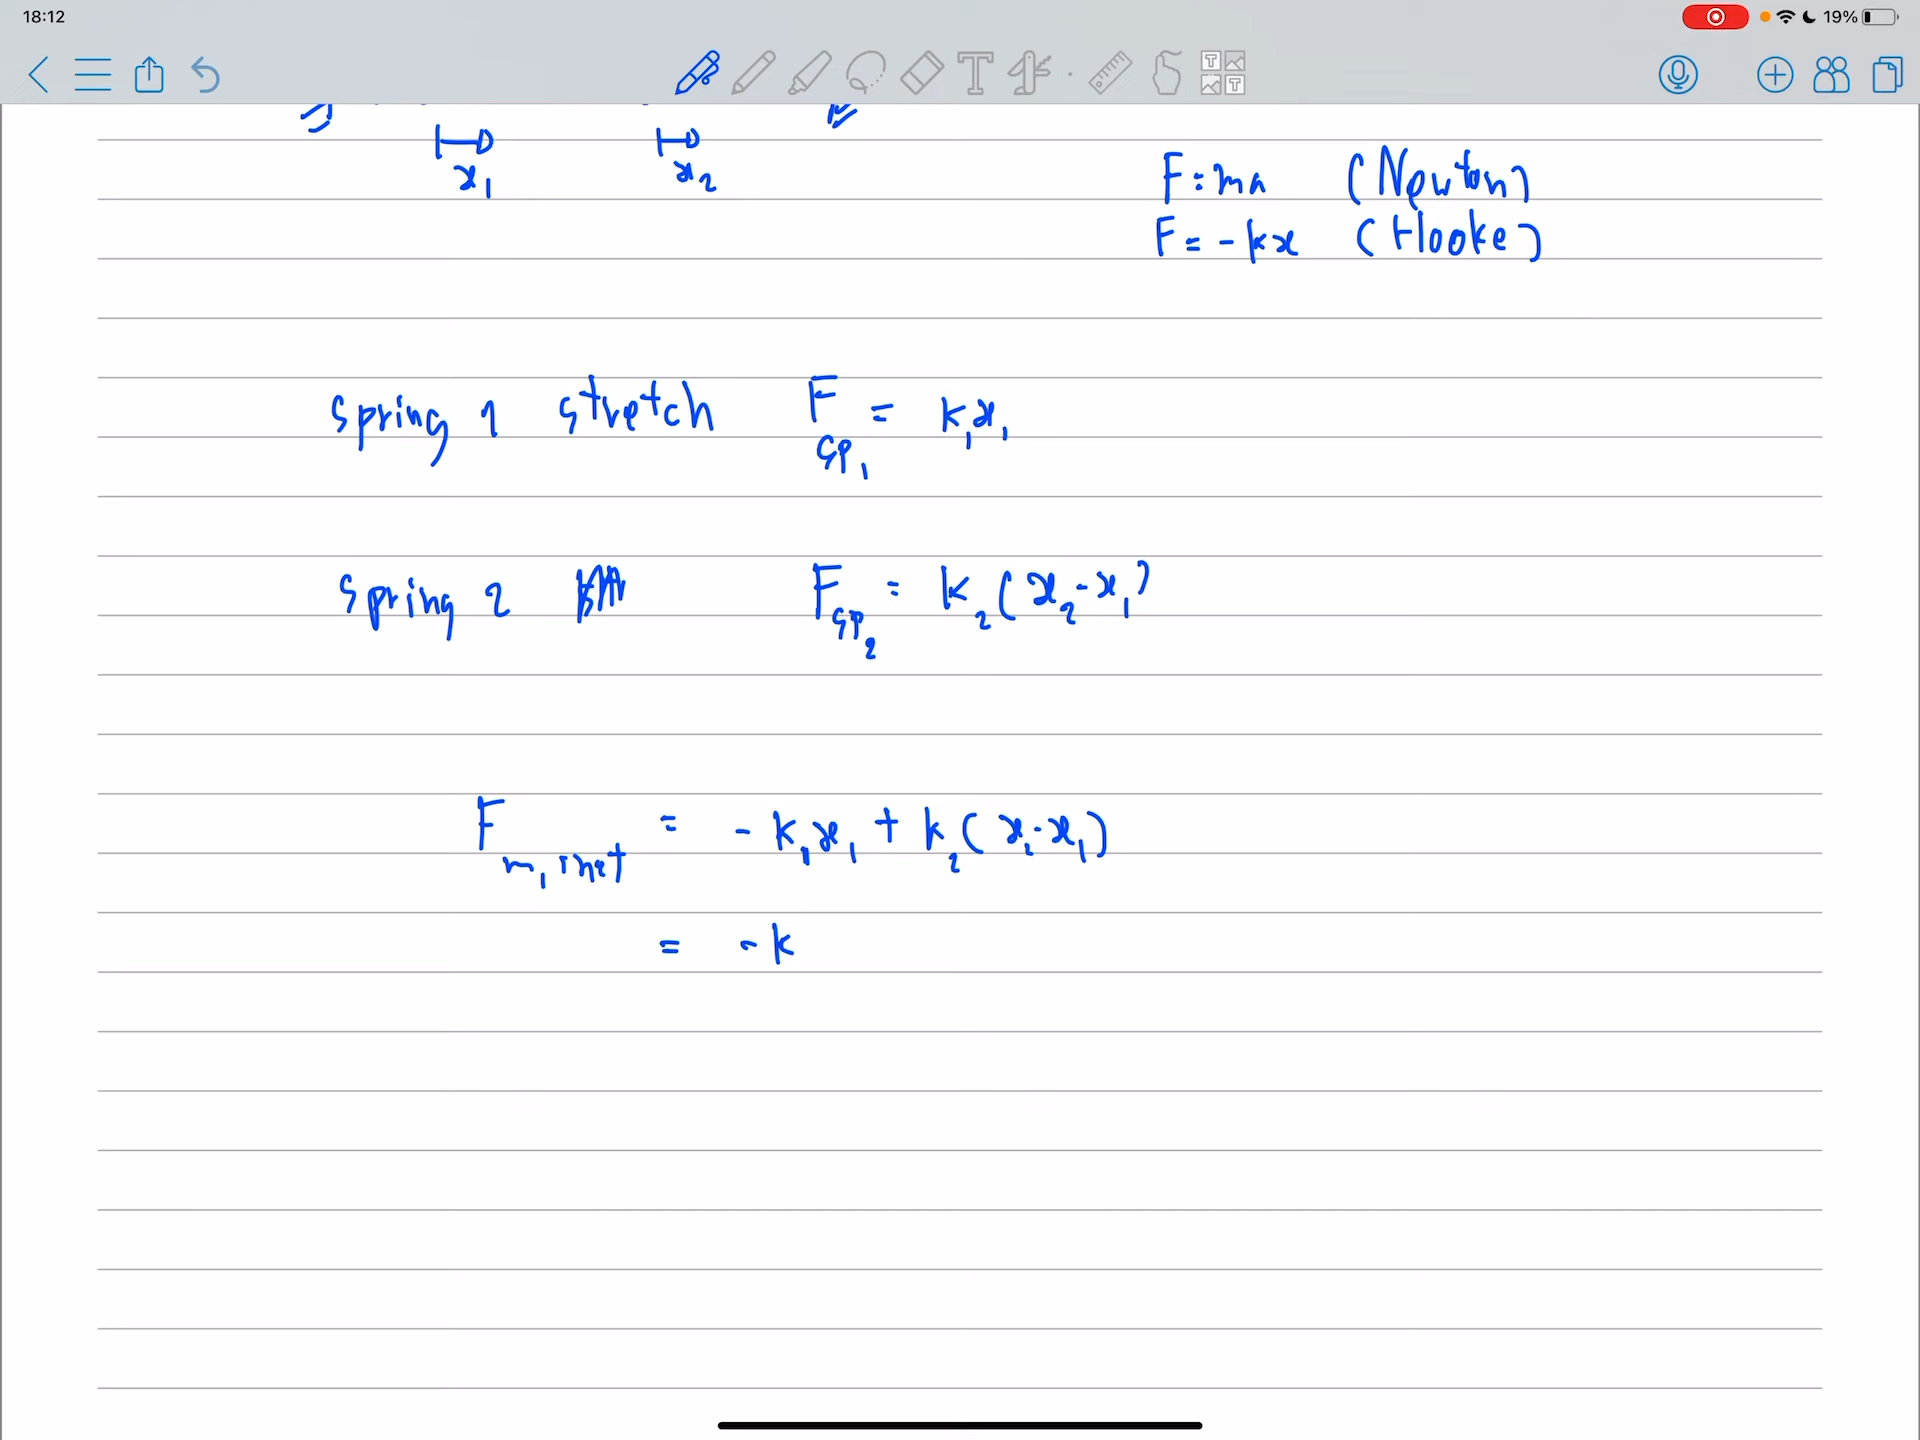 18:12 19%
x₁ x₂
F = ma (Newton)
F = -kx (Hooke)
spring 1 stretch F_sp₁ = k₁x₁
spring 2 F_sp₂ = k₂(x₂-x₁)
F_m₁,net = -k₁x₁ + k₂(x₂-x₁)
= -k